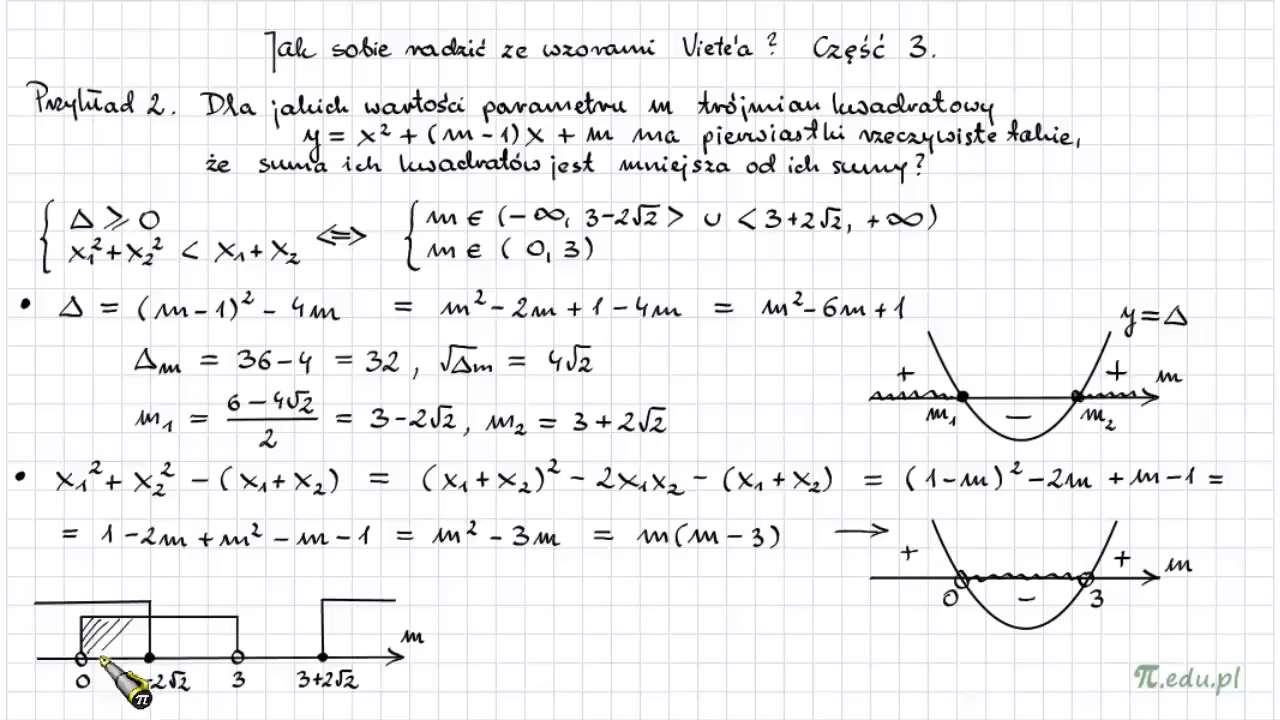 Jak sobie radzić ze wzorami Viete'a? Część 3.
Przykład 2. Dla jakich wartości parametru m trójmian kwadratowy
y = x² + (m - 1)x + m ma pierwiastki rzeczywiste takie,
że suma ich kwadratów jest mniejsza od ich sumy?
{ Δ ⩾ 0 ⇔ { m ∈ (-∞, 3-2√2 > ∪ < 3+2√2, +∞)
x₁² + x₂² < x₁ + x₂ m ∈ ( 0, 3)
• Δ = (m-1)² - 4m = m² - 2m + 1 - 4m = m² - 6m + 1
y = Δ
Δm = 36 - 4 = 32, √Δm = 4√2
+ + m
m₁ = (6 - 4√2)/2 = 3 - 2√2, m₂ = 3 + 2√2
m₁ − m₂
• x₁² + x₂² - (x₁ + x₂) = (x₁ + x₂)² - 2x₁x₂ - (x₁ + x₂) = (1-m)² - 2m + m - 1 =
= 1 - 2m + m² - m - 1 = m² - 3m = m(m - 3) →
+ + m
0 − 3
m
0 -2√2 3 3+2√2
π.edu.pl